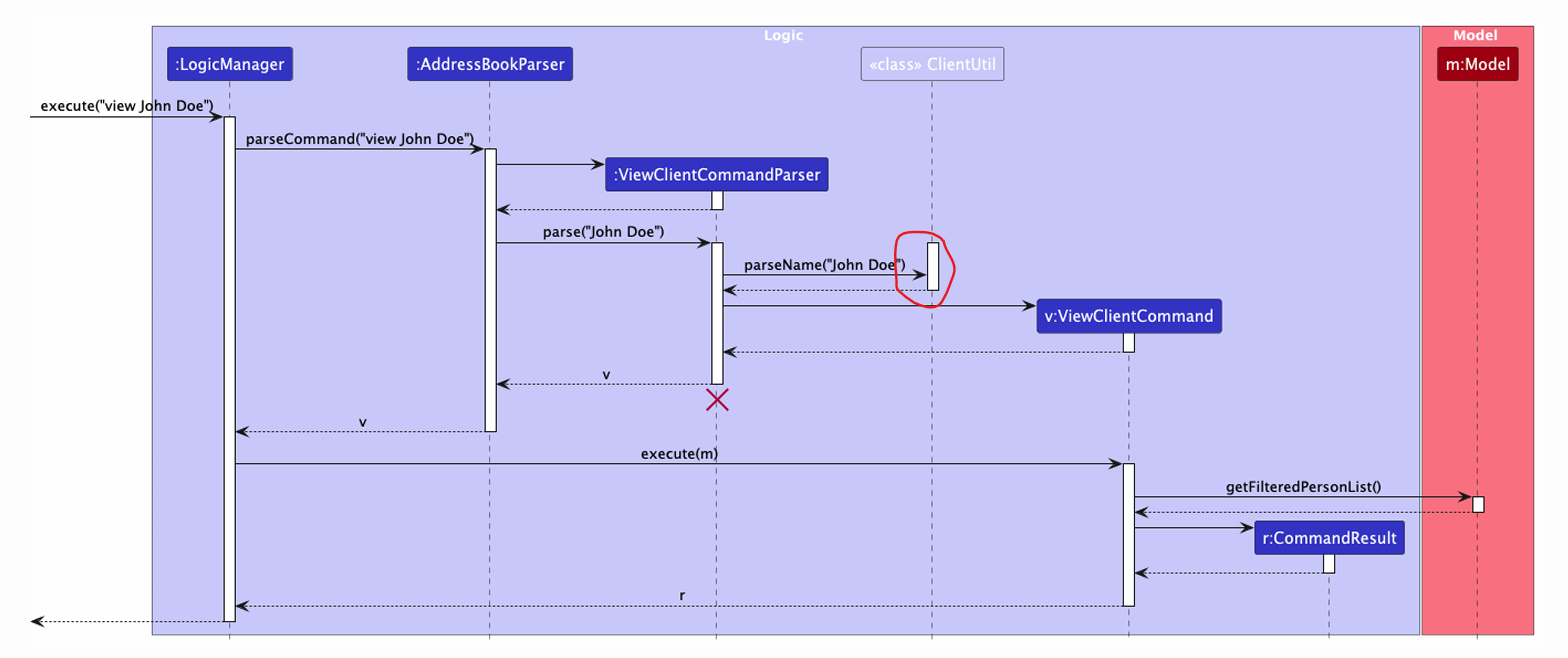 Logic
Model
:LogicManager
:AddressBookParser
«class» ClientUtil
m:Model
execute("view John Doe")
parseCommand("view John Doe")
:ViewClientCommandParser
parse("John Doe")
parseName("John Doe")
v:ViewClientCommand
v
v
execute(m)
getFilteredPersonList()
r:CommandResult
r